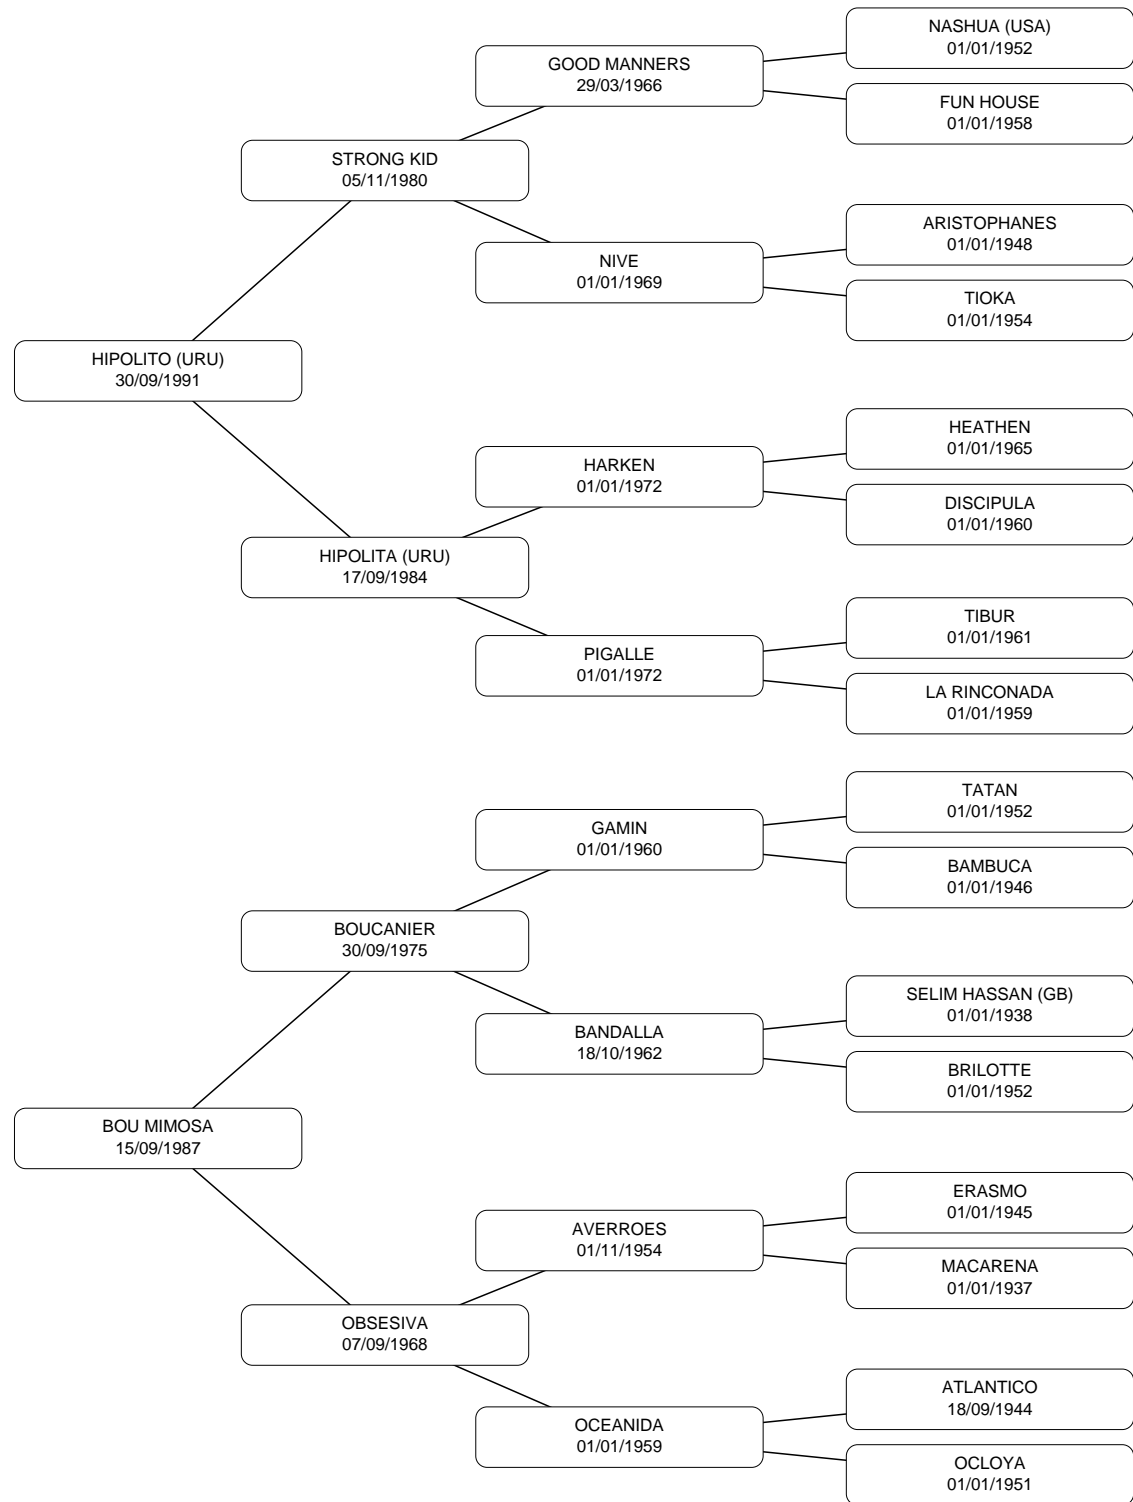 NASHUA (USA)
01/01/1952
GOOD MANNERS
29/03/1966
FUN HOUSE
01/01/1958
STRONG KID
05/11/1980
ARISTOPHANES
01/01/1948
NIVE
01/01/1969
TIOKA
01/01/1954
HIPOLITO (URU)
30/09/1991
HEATHEN
01/01/1965
HARKEN
01/01/1972
DISCIPULA
01/01/1960
HIPOLITA (URU)
17/09/1984
TIBUR
01/01/1961
PIGALLE
01/01/1972
LA RINCONADA
01/01/1959
TATAN
01/01/1952
GAMIN
01/01/1960
BAMBUCA
01/01/1946
BOUCANIER
30/09/1975
SELIM HASSAN (GB)
01/01/1938
BANDALLA
18/10/1962
BRILOTTE
01/01/1952
BOU MIMOSA
15/09/1987
ERASMO
01/01/1945
AVERROES
01/11/1954
MACARENA
01/01/1937
OBSESIVA
07/09/1968
ATLANTICO
18/09/1944
OCEANIDA
01/01/1959
OCLOYA
01/01/1951